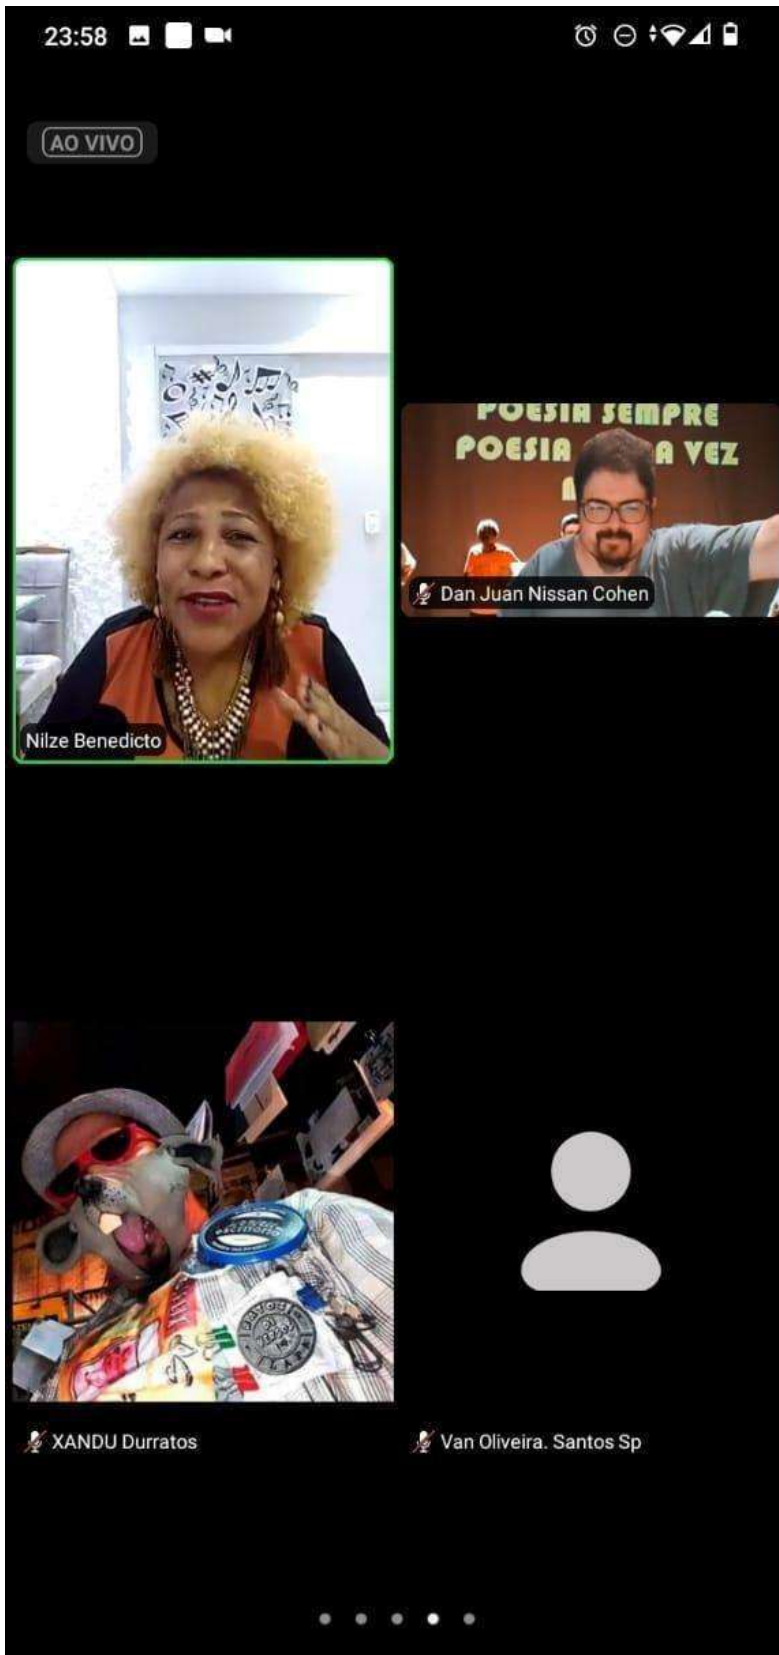 23:58
AO VIVO
POESIA SEMPRE
POESIA VEZ
Dan Juan Nissan Cohen
Nilze Benedicto
LAPA
XANDU Durratos
Van Oliveira. Santos Sp